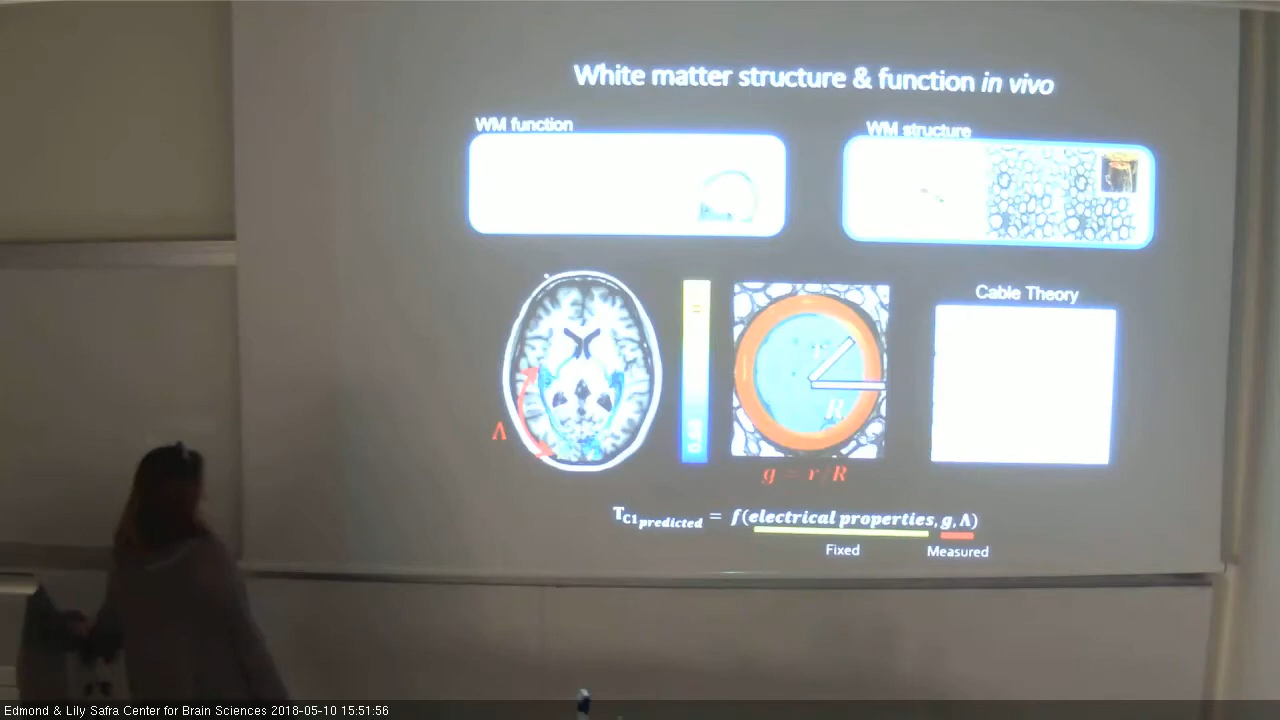 White matter structure & function in vivo
WM function
WM structure
Cable Theory
r
R
Λ
g = r/R
T_C1predicted = f(electrical properties, g, Λ)
Fixed
Measured
Edmond & Lily Safra Center for Brain Sciences 2018-05-10 15:51:56